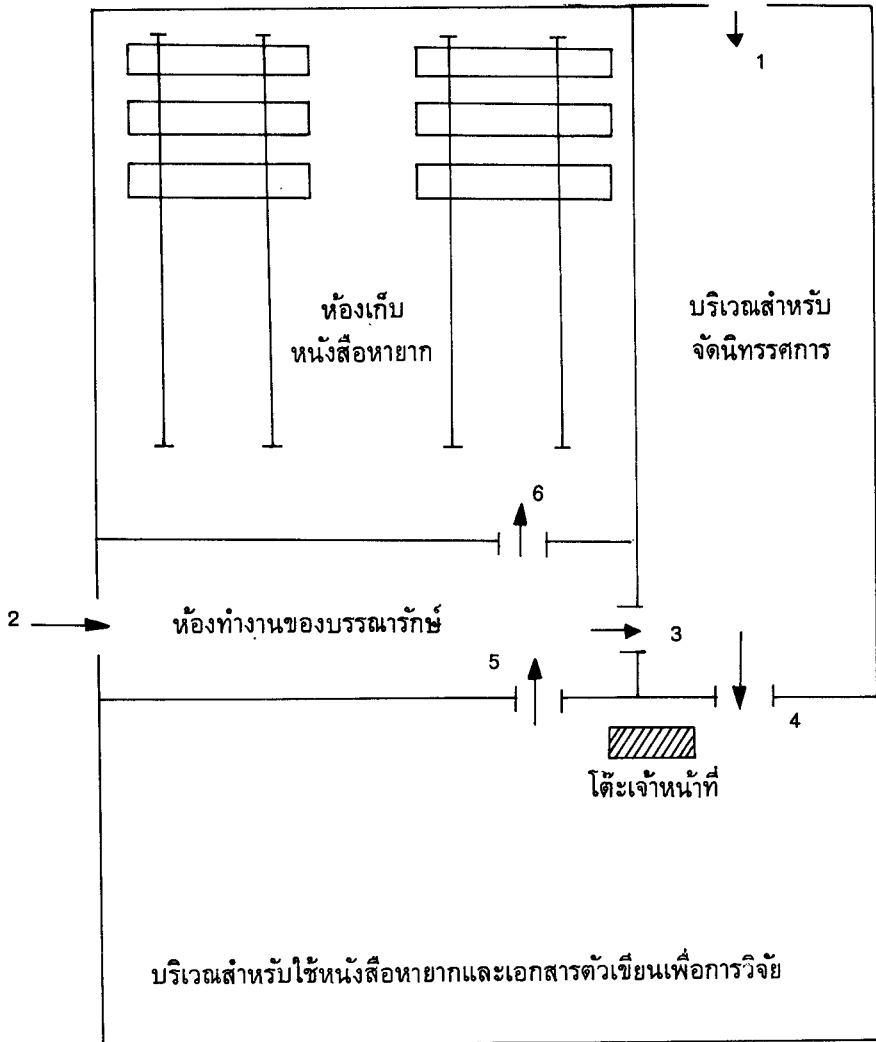 1
ห้องเก็บ
หนังสือหายาก
บริเวณสำหรับ
จัดนิทรรศการ
6
2
ห้องทำงานของบรรณารักษ์
3
5
4
โต๊ะเจ้าหน้าที่
บริเวณสำหรับใช้หนังสือหายากและเอกสารตัวเขียนเพื่อการวิจัย